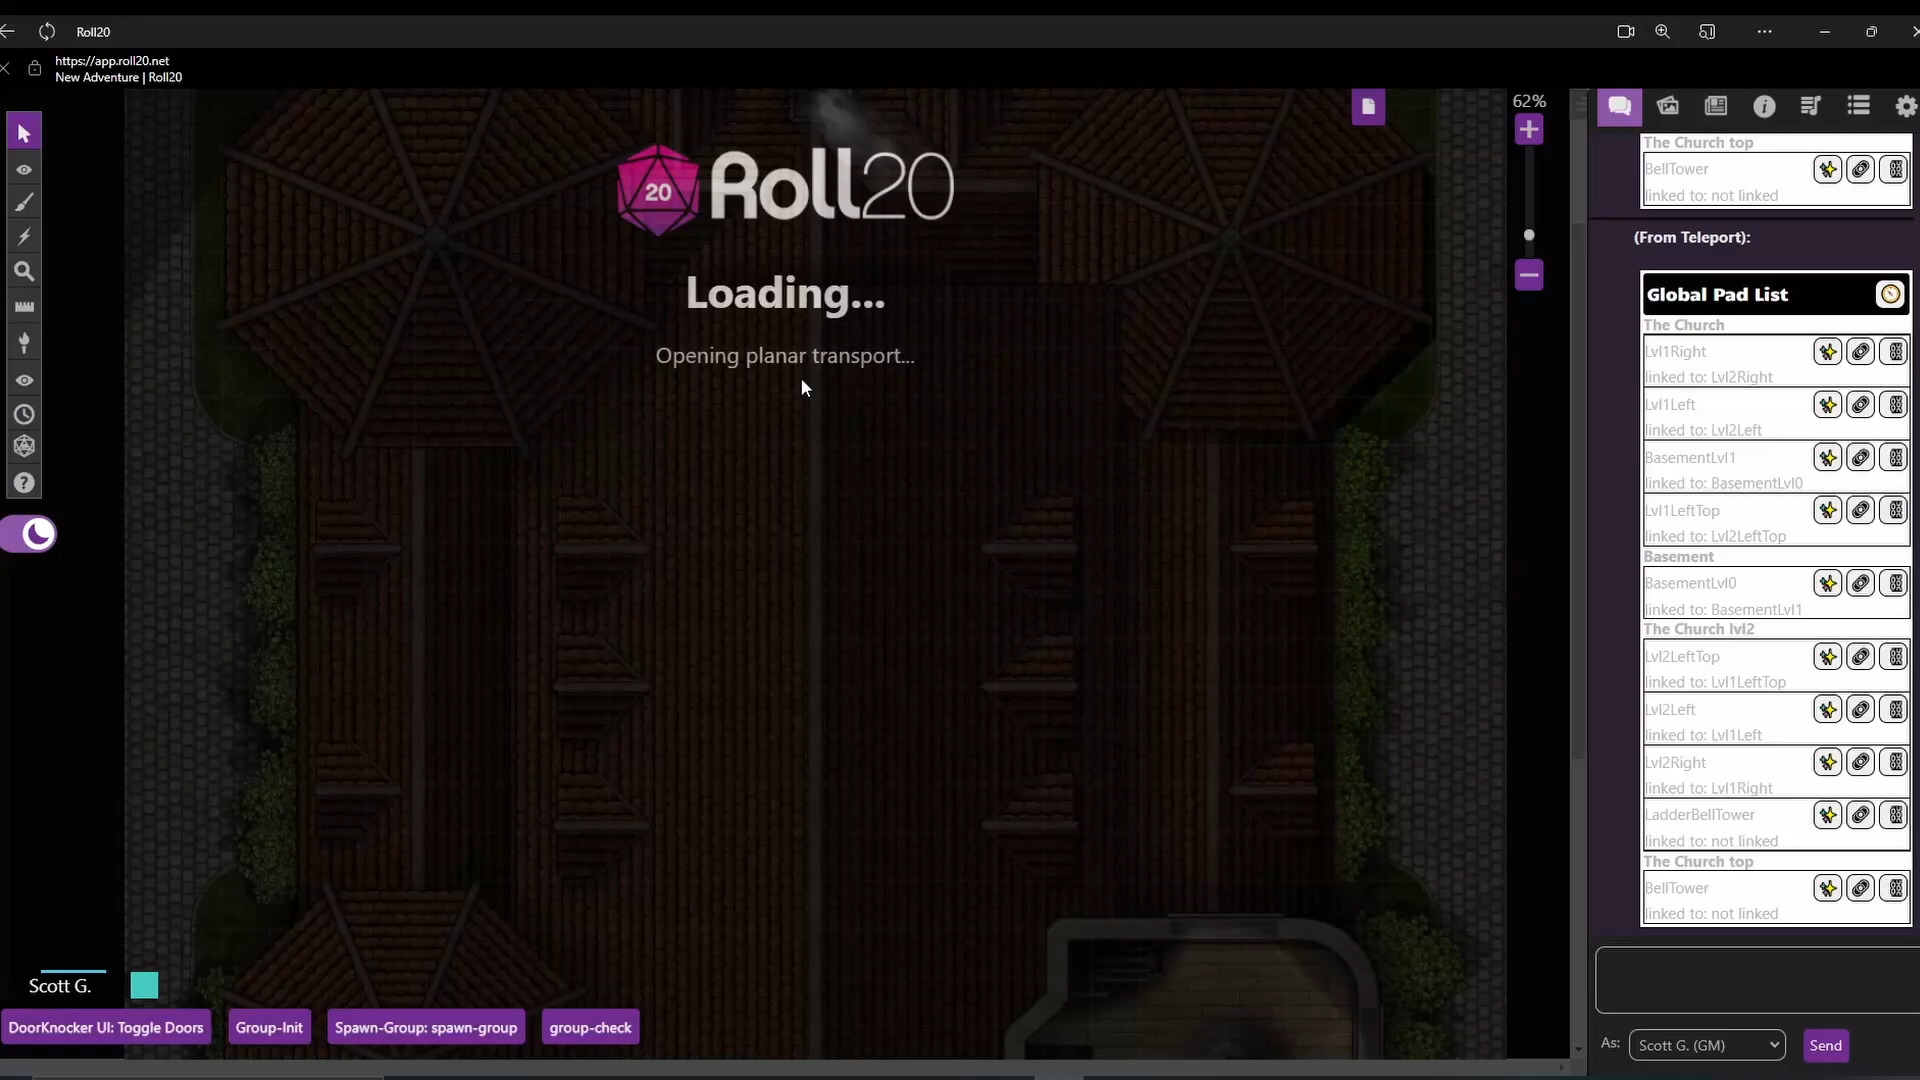 Roll20
https://app.roll20.net
New Adventure | Roll20
62%
20
Roll20
Loading...
Opening planar transport...
The Church top
BellTower
linked to: not linked
(From Teleport):
Global Pad List
The Church
Lvl1Right
linked to: Lvl2Right
Lvl1Left
linked to: Lvl2Left
BasementLvl1
linked to: BasementLvl0
Lvl1LeftTop
linked to: Lvl2LeftTop
Basement
BasementLvl0
linked to: BasementLvl1
The Church lvl2
Lvl2LeftTop
linked to: Lvl1LeftTop
Lvl2Left
linked to: Lvl1Left
Lvl2Right
linked to: Lvl1Right
LadderBellTower
linked to: not linked
The Church top
BellTower
linked to: not linked
Scott G.
DoorKnocker UI: Toggle Doors
Group-Init
Spawn-Group: spawn-group
group-check
As:
Scott G. (GM)
Send